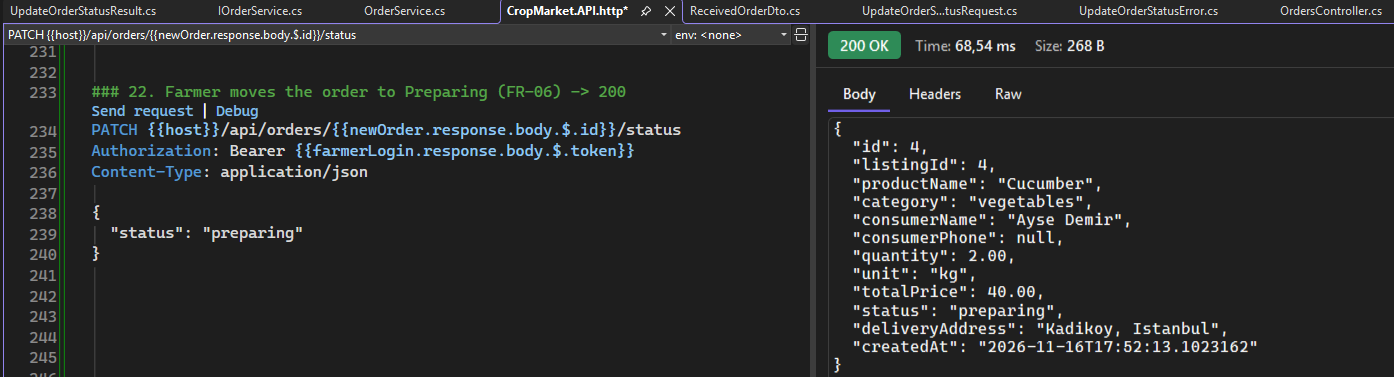 UpdateOrderStatusResult.cs IOrderService.cs OrderService.cs CropMarket.API.http* ReceivedOrderDto.cs UpdateOrderS...tusRequest.cs UpdateOrderStatusError.cs OrdersController.cs
PATCH {{host}}/api/orders/{{newOrder.response.body.$.id}}/status env: <none>
231
232
233 ### 22. Farmer moves the order to Preparing (FR-06) -> 200
Send request | Debug
234 PATCH {{host}}/api/orders/{{newOrder.response.body.$.id}}/status
235 Authorization: Bearer {{farmerLogin.response.body.$.token}}
236 Content-Type: application/json
237
238 {
239 "status": "preparing"
240 }
241
242
243
244
245
246
200 OK Time: 68,54 ms Size: 268 B
Body Headers Raw
{
"id": 4,
"listingId": 4,
"productName": "Cucumber",
"category": "vegetables",
"consumerName": "Ayse Demir",
"consumerPhone": null,
"quantity": 2.00,
"unit": "kg",
"totalPrice": 40.00,
"status": "preparing",
"deliveryAddress": "Kadikoy, Istanbul",
"createdAt": "2026-11-16T17:52:13.1023162"
}